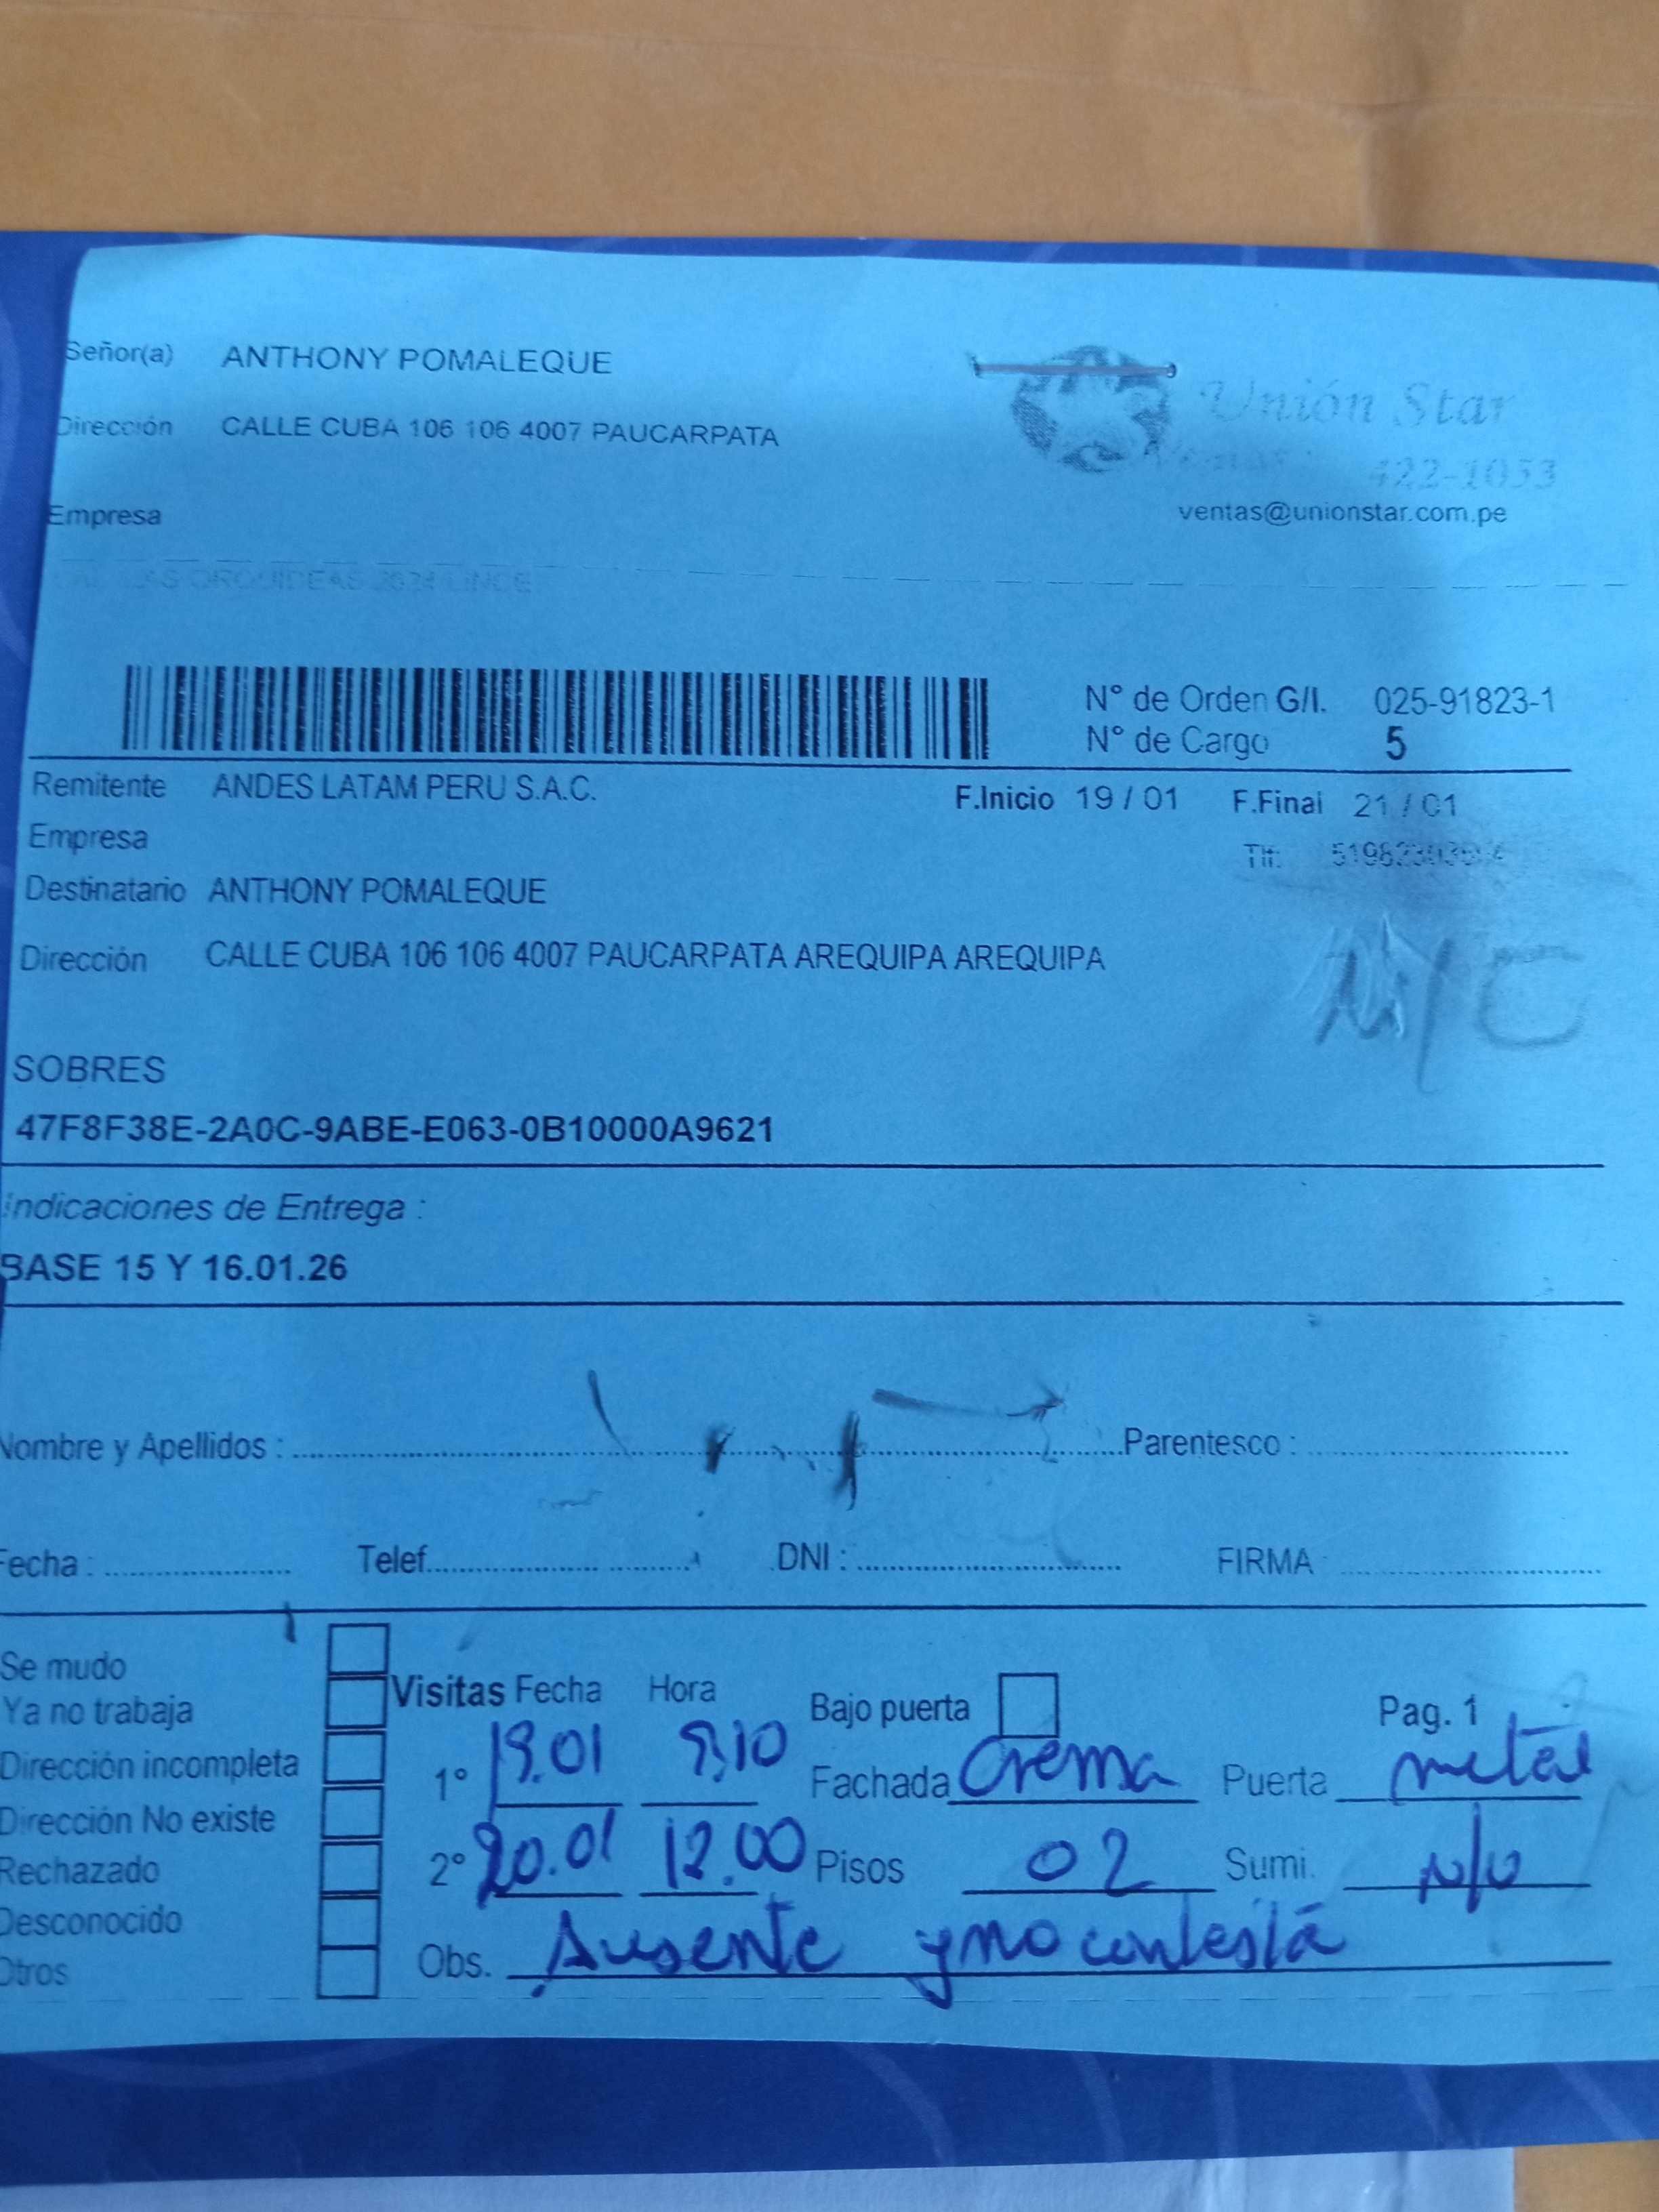 Señor(a) ANTHONY POMALEQUE
Dirección CALLE CUBA 106 106 4007 PAUCARPATA
Unión Star
Ventas: 422-1053
Empresa
ventas@unionstar.com.pe
LAS ORQUIDEAS LINCE
N° de Orden G/I. 025-91823-1
N° de Cargo 5
Remitente ANDES LATAM PERU S.A.C. F.Inicio 19 / 01 F.Final 21 / 01
Empresa
Tlf:
Destinatario ANTHONY POMALEQUE
Dirección CALLE CUBA 106 106 4007 PAUCARPATA AREQUIPA AREQUIPA
SOBRES
47F8F38E-2A0C-9ABE-E063-0B10000A9621
Indicaciones de Entrega :
BASE 15 Y 16.01.26
Nombre y Apellidos : Parentesco :
Fecha : Telef. DNI : FIRMA
Se mudo
Ya no trabaja
Dirección incompleta
Dirección No existe
Rechazado
Desconocido
Otros
Visitas Fecha Hora Bajo puerta Pag. 1
1° 19.01 9:10 Fachada Crema Puerta metal
2° 20.01 12.00 Pisos 02 Sumi. N/V
Obs. Ausente y no contestá